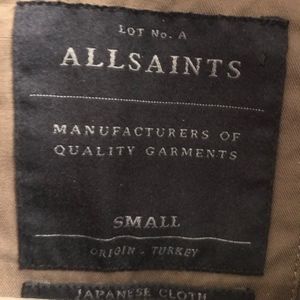 LOT No. A
ALLSAINTS
MANUFACTURERS OF
QUALITY GARMENTS
SMALL
ORIGIN . TURKEY
JAPANESE CLOTH